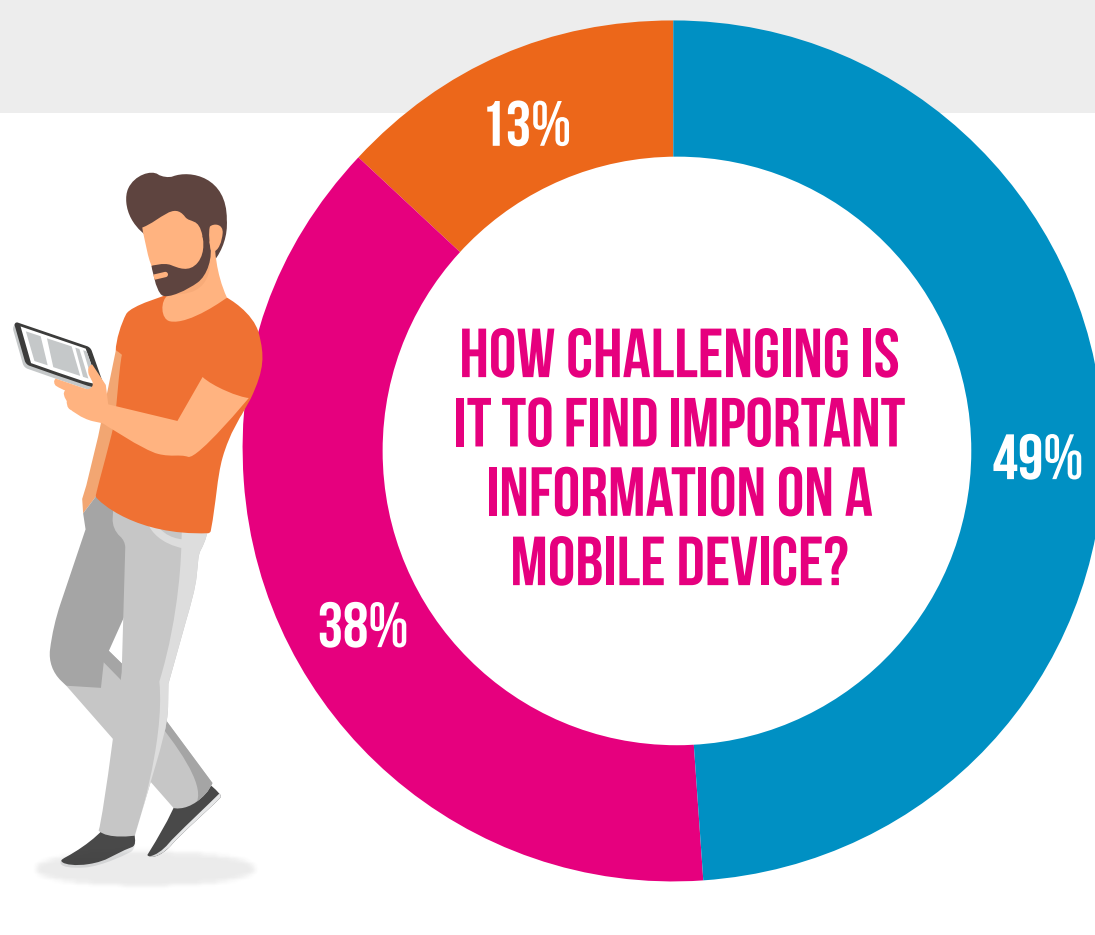 13%
HOW CHALLENGING IS
IT TO FIND IMPORTANT
INFORMATION ON A
MOBILE DEVICE?
49%
38%